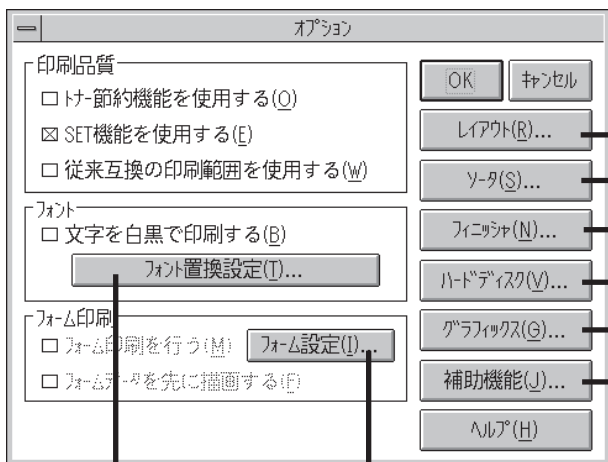 オプション
印刷品質
トナー節約機能を使用する(O)
SET機能を使用する(E)
従来互換の印刷範囲を使用する(W)
フォント
文字を白黒で印刷する(B)
フォント置換設定(T)...
フォーム印刷
フォーム印刷を行う(M)
フォーム設定(I)...
フォームデータを先に描画する(F)
OK
キャンセル
レイアウト(R)...
ソータ(S)...
フィニッシャ(N)...
ハードディスク(V)...
グラフィックス(G)...
補助機能(J)...
ヘルプ(H)